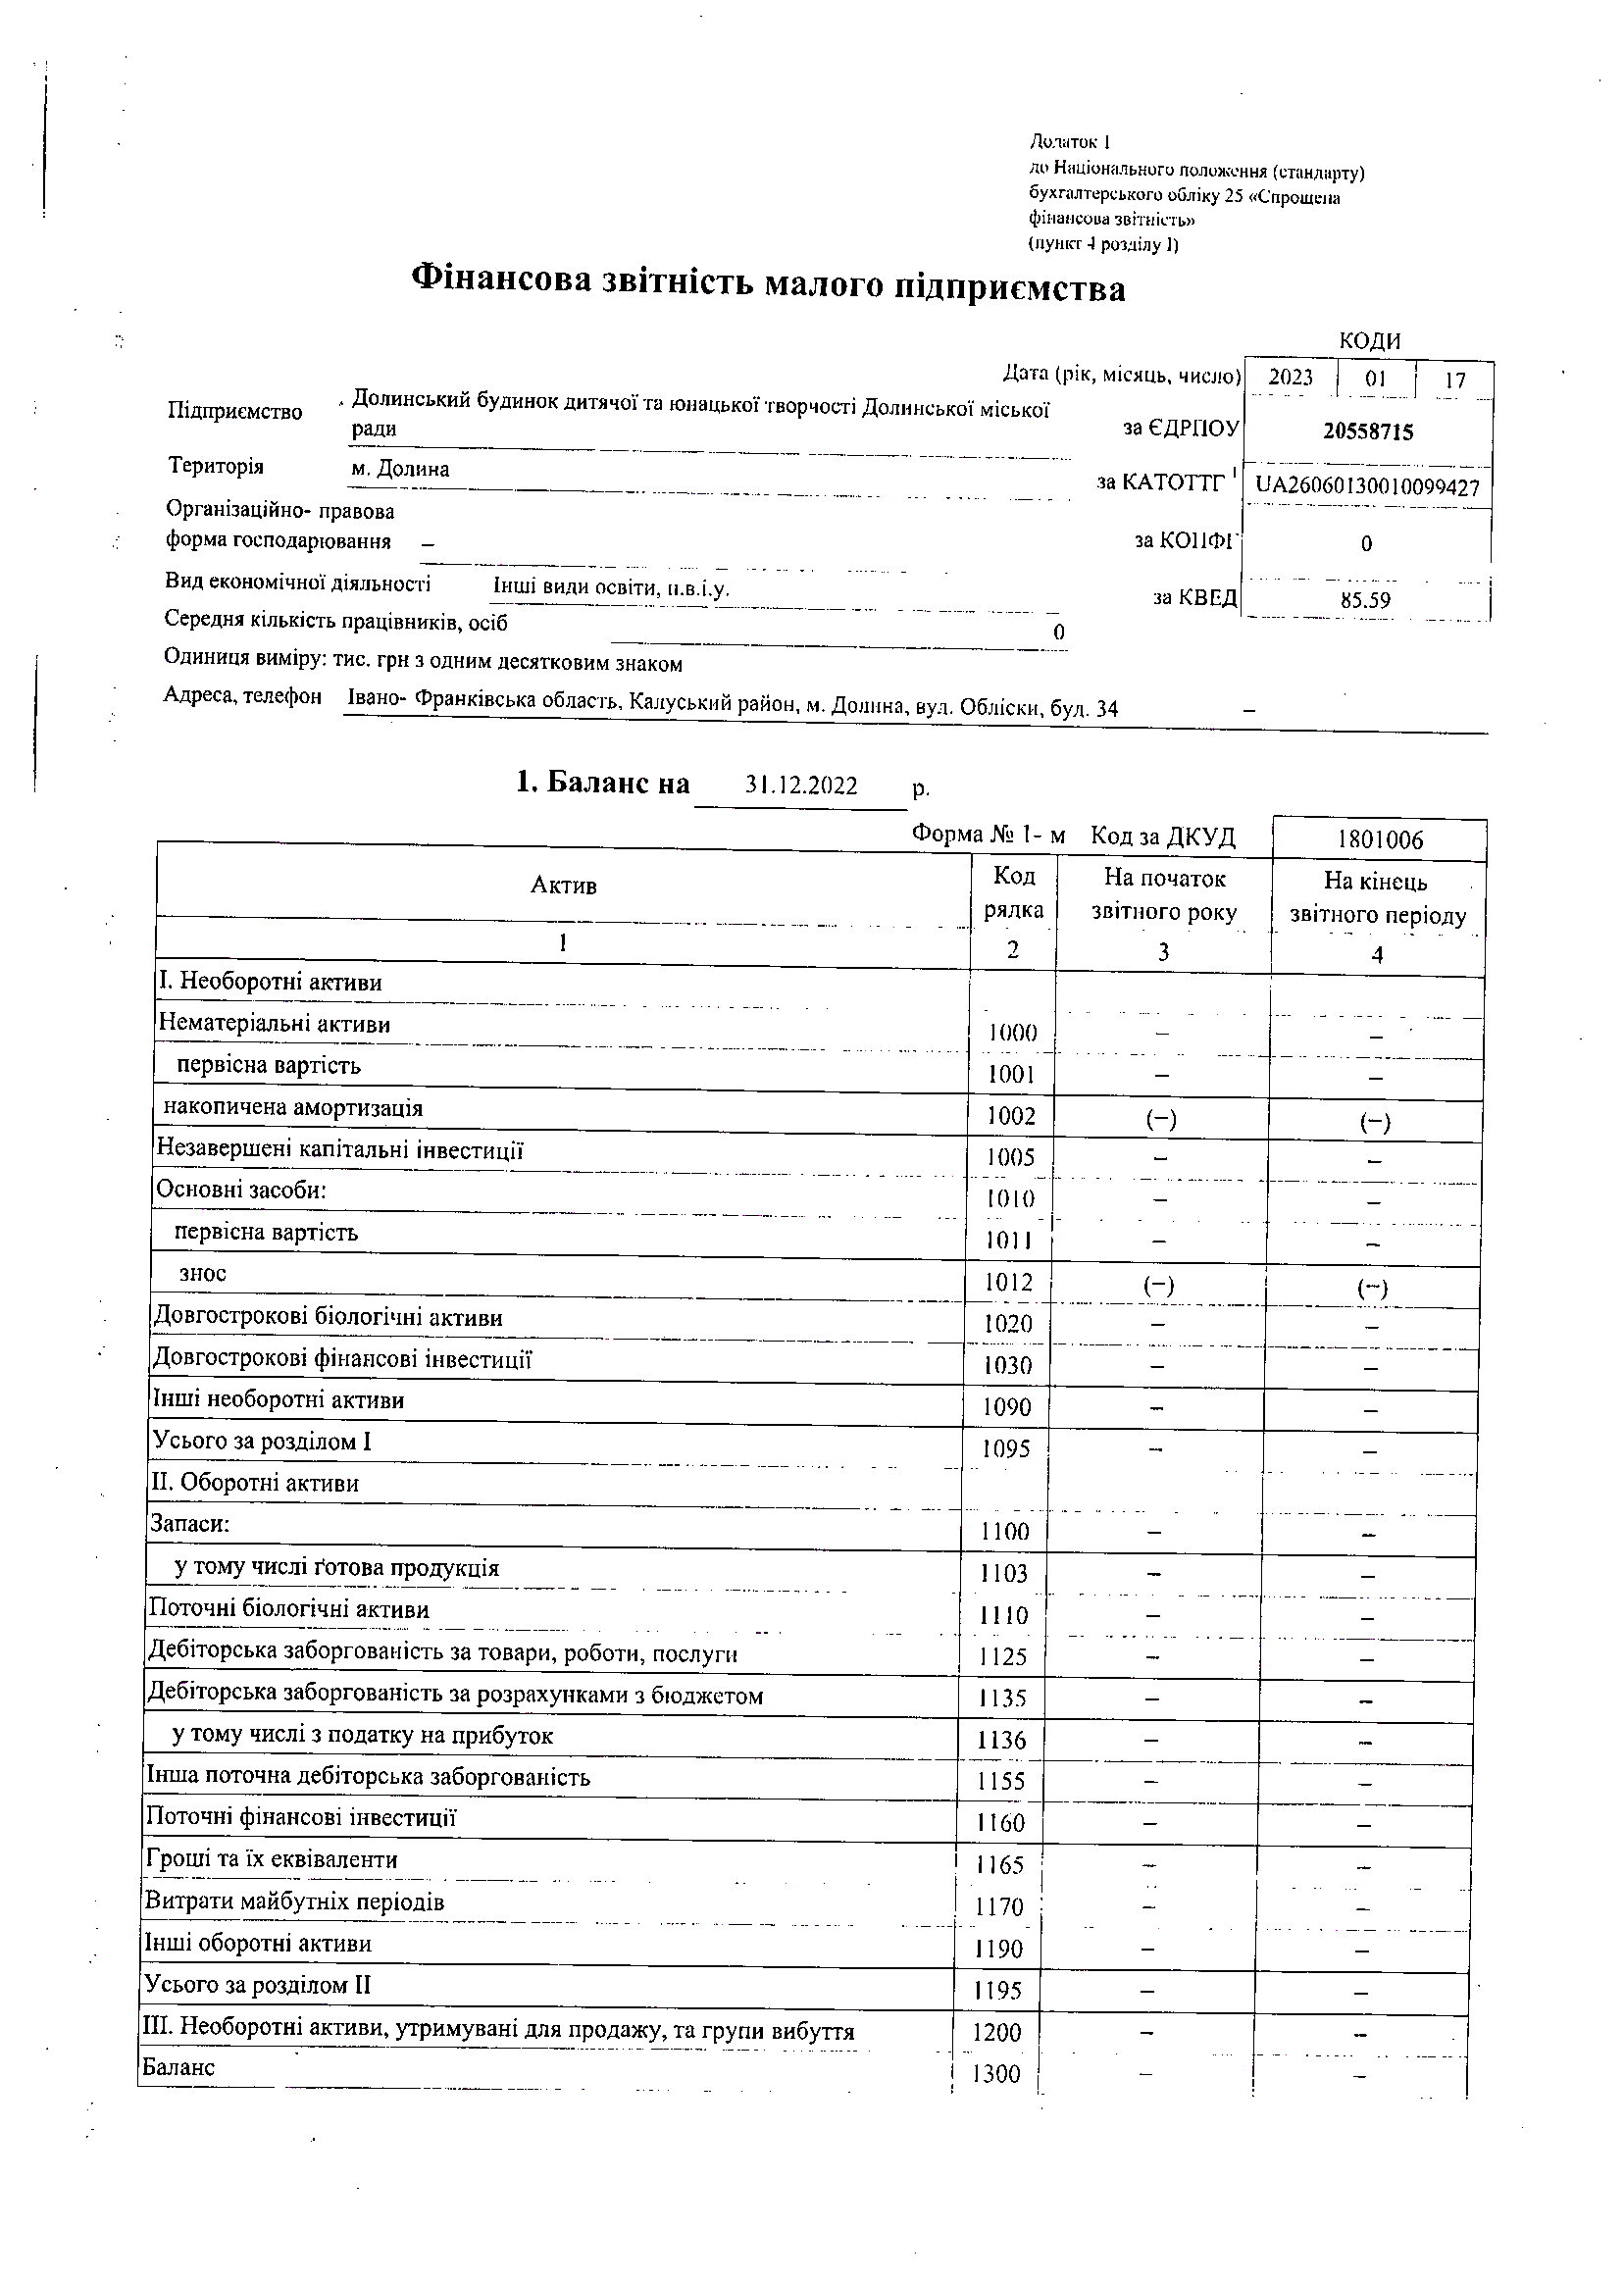 Додаток 1
до Національного положення (стандарту)
бухгалтерського обліку 25 «Спрощена
фінансова звітність»
(пункт 4 розділу I)
Фінансова звітність малого підприємства
КОДИ
Дата (рік, місяць, число) 2023 01 17
Підприємство Долинський будинок дитячої та юнацької творчості Долинської міської
ради за ЄДРПОУ 20558715
Територія м. Долина за КАТОТТГ 1 UA26060130010099427
Організаційно- правова
форма господарювання – за КОПФГ 0
Вид економічної діяльності Інші види освіти, н.в.і.у. за КВЕД 85.59
Середня кількість працівників, осіб 0
Одиниця виміру: тис. грн з одним десятковим знаком
Адреса, телефон Івано- Франківська область, Калуський район, м. Долина, вул. Обліски, буд. 34 –
1. Баланс на 31.12.2022 р.
Форма № 1- м Код за ДКУД 1801006
Актив Код рядка На початок звітного року На кінець звітного періоду
1 2 3 4
I. Необоротні активи
Нематеріальні активи 1000 – –
первісна вартість 1001 – –
накопичена амортизація 1002 (–) (–)
Незавершені капітальні інвестиції 1005 – –
Основні засоби: 1010 – –
первісна вартість 1011 – –
знос 1012 (–) (–)
Довгострокові біологічні активи 1020 – –
Довгострокові фінансові інвестиції 1030 – –
Інші необоротні активи 1090 – –
Усього за розділом I 1095 – –
II. Оборотні активи
Запаси: 1100 – –
у тому числі готова продукція 1103 – –
Поточні біологічні активи 1110 – –
Дебіторська заборгованість за товари, роботи, послуги 1125 – –
Дебіторська заборгованість за розрахунками з бюджетом 1135 – –
у тому числі з податку на прибуток 1136 – –
Інша поточна дебіторська заборгованість 1155 – –
Поточні фінансові інвестиції 1160 – –
Гроші та їх еквіваленти 1165 – –
Витрати майбутніх періодів 1170 – –
Інші оборотні активи 1190 – –
Усього за розділом II 1195 – –
III. Необоротні активи, утримувані для продажу, та групи вибуття 1200 – –
Баланс 1300 – –